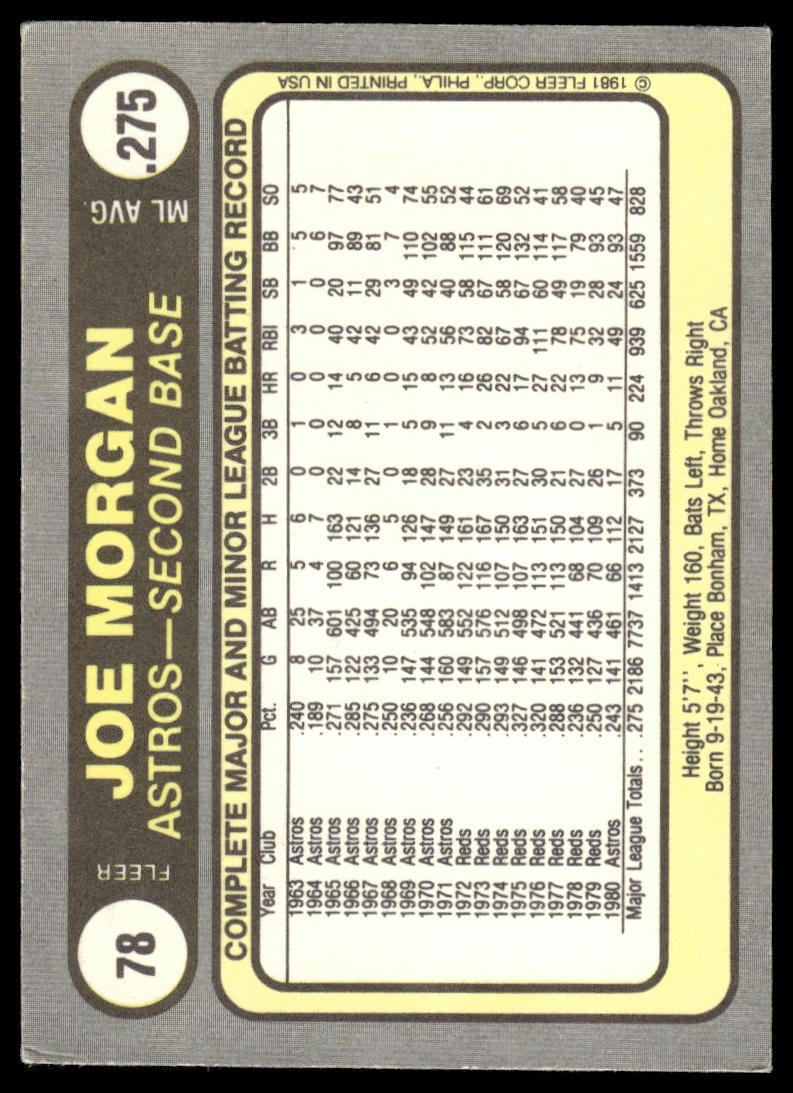 78
FLEER
JOE MORGAN
ASTROS—SECOND BASE
ML AVG.
.275
COMPLETE MAJOR AND MINOR LEAGUE BATTING RECORD
Year Club Pct. G AB R H 2B 3B HR RBI SB BB SO
1963 Astros .240 8 25 5 6 0 1 0 3 1 5 5
1964 Astros .189 10 37 4 7 0 0 0 0 0 6 7
1965 Astros .271 157 601 100 163 22 12 14 40 20 97 77
1966 Astros .285 122 425 60 121 14 8 5 42 11 89 43
1967 Astros .275 133 494 73 136 27 11 6 42 29 81 51
1968 Astros .250 10 20 6 5 0 1 0 0 3 7 4
1969 Astros .236 147 535 94 126 18 5 15 43 49 110 74
1970 Astros .268 144 548 102 147 28 9 8 52 42 102 55
1971 Astros .256 160 583 87 149 27 11 13 56 40 88 52
1972 Reds .292 149 552 122 161 23 4 16 73 58 115 44
1973 Reds .290 157 576 116 167 35 2 26 82 67 111 61
1974 Reds .293 149 512 107 150 31 3 22 67 58 120 69
1975 Reds .327 146 498 107 163 27 6 17 94 67 132 52
1976 Reds .320 141 472 113 151 30 5 27 111 60 114 41
1977 Reds .288 153 521 113 150 21 6 22 78 49 117 58
1978 Reds .236 132 441 68 104 27 0 13 75 19 79 40
1979 Reds .250 127 436 70 109 26 1 9 32 28 93 45
1980 Astros .243 141 461 66 112 17 5 11 49 24 93 47
Major League Totals . . .275 2186 7737 1413 2127 373 90 224 939 625 1559 828
Height 5'7'', Weight 160, Bats Left, Throws Right
Born 9-19-43, Place Bonham, TX, Home Oakland, CA
© 1981 FLEER CORP., PHILA., PRINTED IN USA